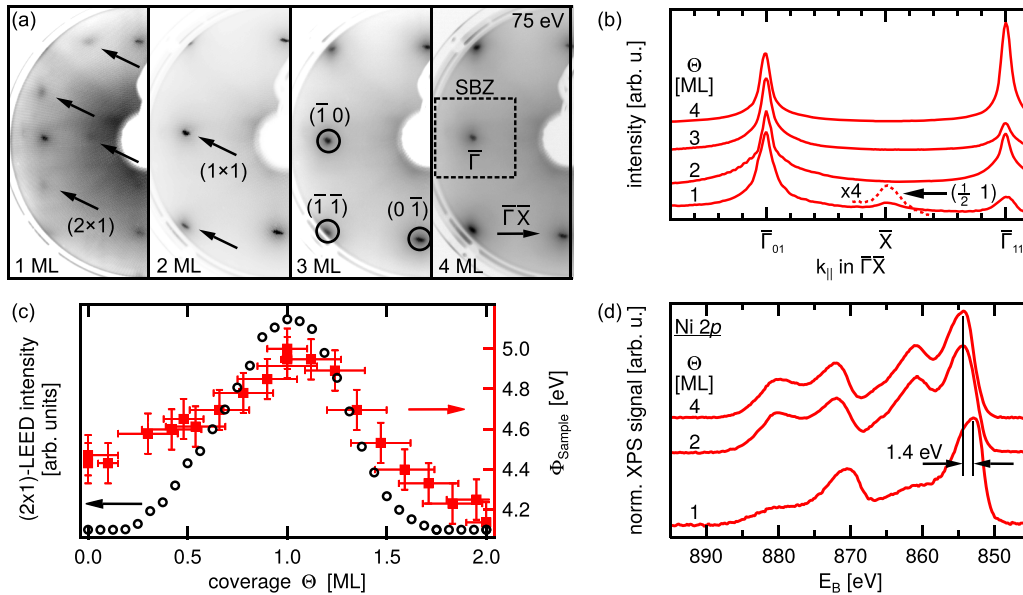 (a)
75 eV
(2×1)
1 ML
(1×1)
2 ML
(1̅ 0)
(1̅ 1̅)
(0 1̅)
3 ML
SBZ
Γ̅
Γ̅X̅
4 ML
(b)
intensity [arb. u.]
Θ
[ML]
4
3
2
1
x4
(1/2 1)
Γ̅01
X̅
Γ̅11
k|| in Γ̅X̅
(c)
(2x1)-LEED intensity
[arb. units]
5.0
4.8
4.6
4.4
4.2
ΦSample [eV]
0.0
0.5
1.0
1.5
2.0
coverage Θ [ML]
(d)
norm. XPS signal [arb. u.]
Ni 2p
Θ
[ML]
4
2
1
1.4 eV
890
880
870
860
850
EB [eV]